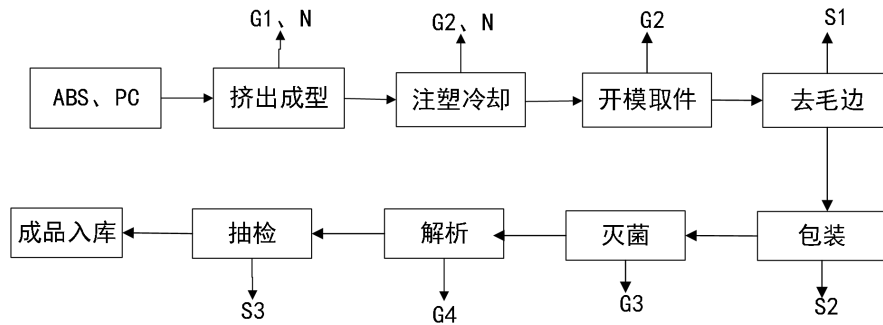 G1、N
G2、N
G2
S1
ABS、PC
挤出成型
注塑冷却
开模取件
去毛边
成品入库
抽检
解析
灭菌
包装
S3
G4
G3
S2